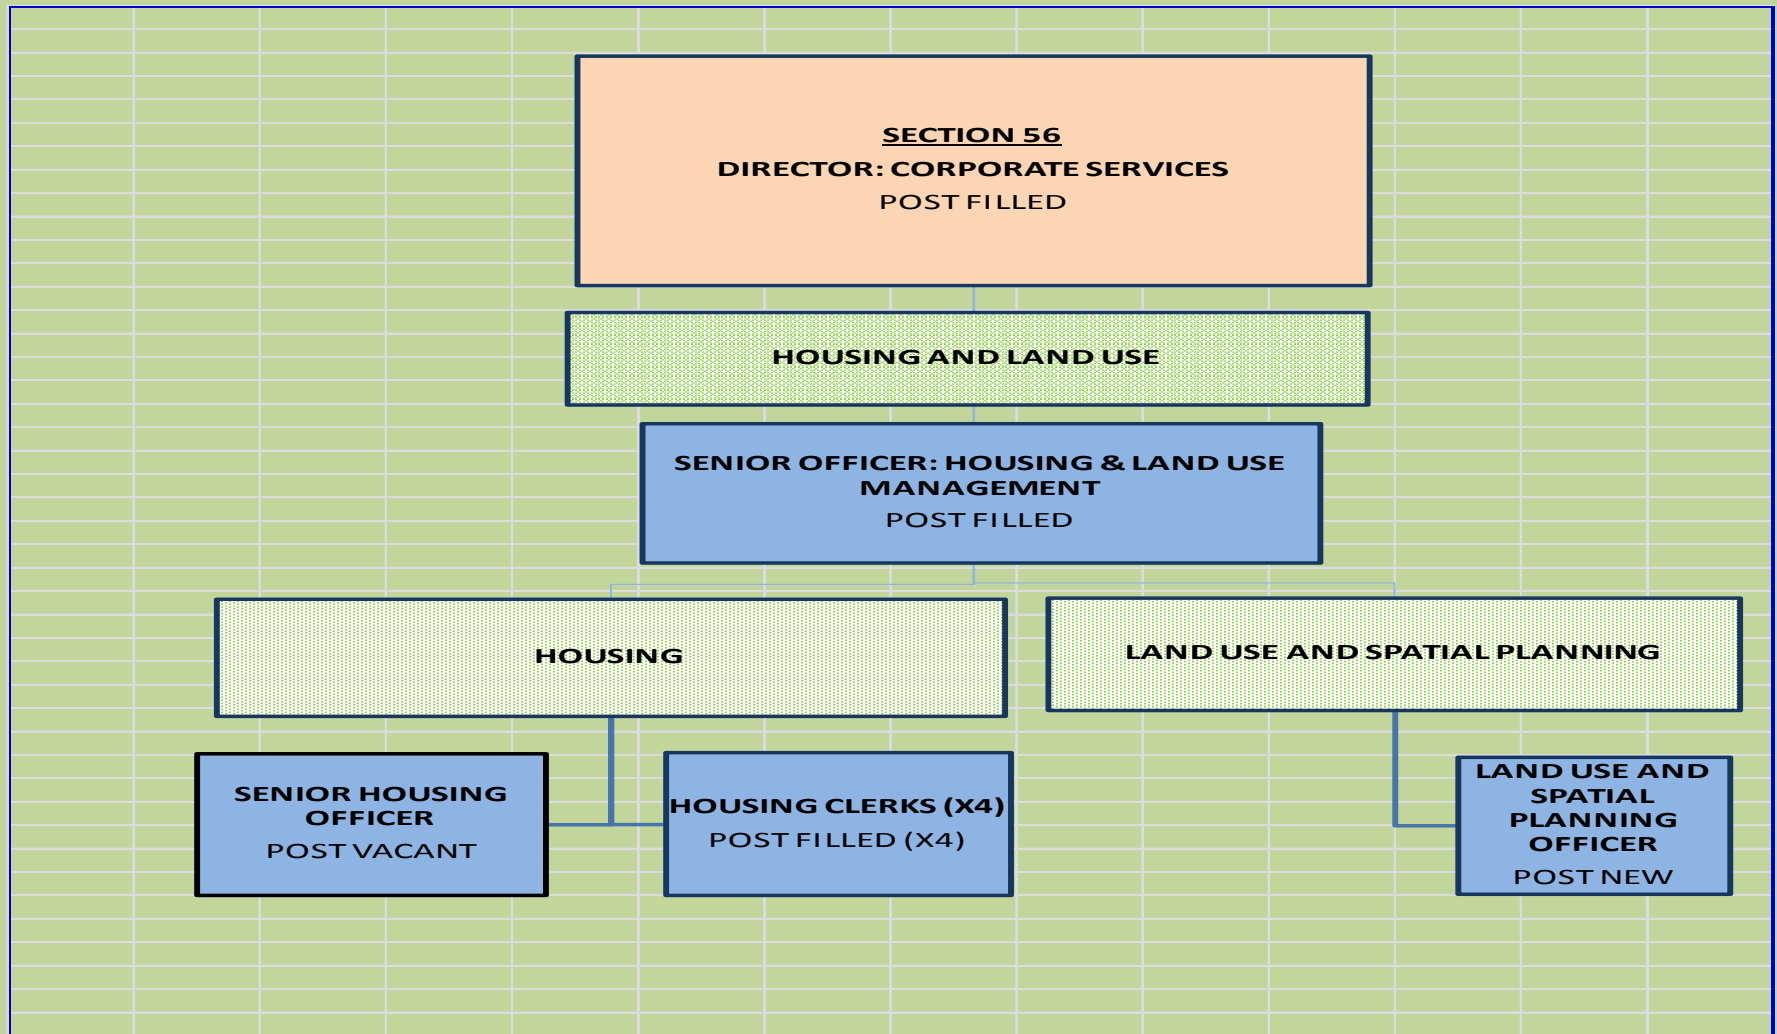 SECTION 56
DIRECTOR: CORPORATE SERVICES
POST FILLED
HOUSING AND LAND USE
SENIOR OFFICER: HOUSING & LAND USE
MANAGEMENT
POST FILLED
HOUSING
LAND USE AND SPATIAL PLANNING
SENIOR HOUSING
OFFICER
POST VACANT
HOUSING CLERKS (X4)
POST FILLED (X4)
LAND USE AND
SPATIAL
PLANNING
OFFICER
POST NEW